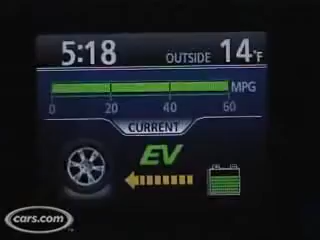 5:18 OUTSIDE 14°F
MPG
0 20 40 60
CURRENT
EV
cars.com